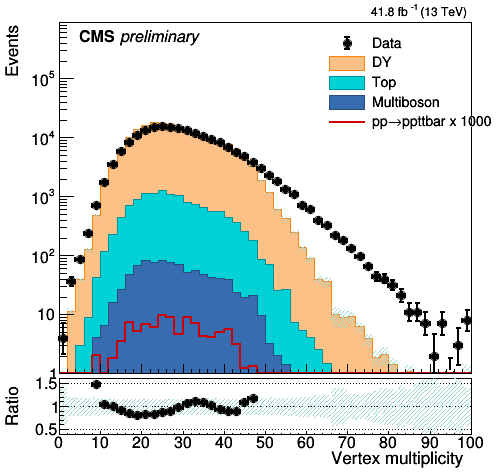 41.8 fb⁻¹ (13 TeV)
CMS preliminary
Events
Data
DY
Top
Multiboson
pp→ppttbar x 1000
10⁵
10⁴
10³
10²
10
1
Ratio
1.5
1
0.5
0 10 20 30 40 50 60 70 80 90 100
Vertex multiplicity